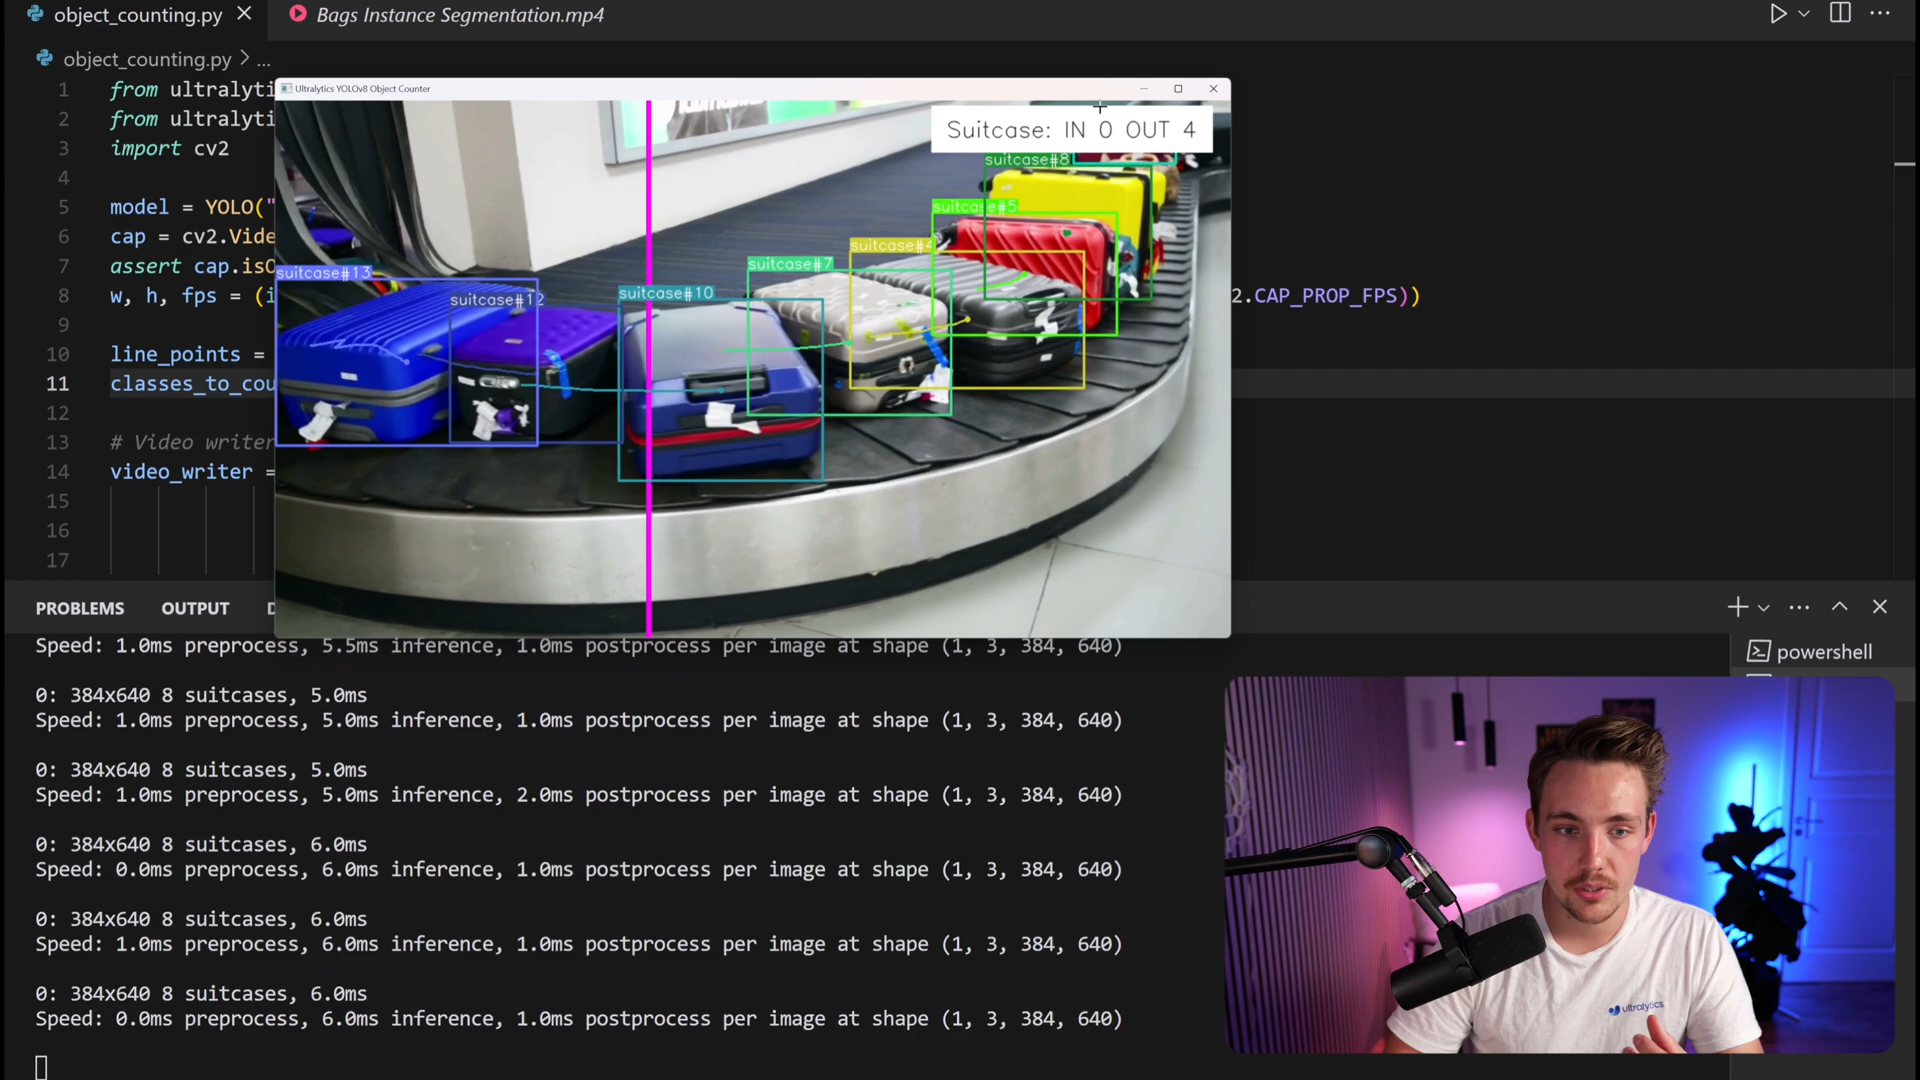 object_counting.py
Bags Instance Segmentation.mp4
object_counting.py > ...
1 from ultralyti
2 from ultralyti
3 import cv2
4
5 model = YOLO("
6 cap = cv2.Vide
7 assert cap.isO
8 w, h, fps = (i
2.CAP_PROP_FPS))
9
10 line_points =
11 classes_to_cou
12
13 # Video writer
14 video_writer =
15
16
17
Ultralytics YOLOv8 Object Counter
Suitcase: IN 0 OUT 4
suitcase#8
suitcase#5
suitcase#4
suitcase#7
suitcase#13
suitcase#12
suitcase#10
PROBLEMS OUTPUT D
powershell
Speed: 1.0ms preprocess, 5.5ms inference, 1.0ms postprocess per image at shape (1, 3, 384, 640)
0: 384x640 8 suitcases, 5.0ms
Speed: 1.0ms preprocess, 5.0ms inference, 1.0ms postprocess per image at shape (1, 3, 384, 640)
0: 384x640 8 suitcases, 5.0ms
Speed: 1.0ms preprocess, 5.0ms inference, 2.0ms postprocess per image at shape (1, 3, 384, 640)
0: 384x640 8 suitcases, 6.0ms
Speed: 0.0ms preprocess, 6.0ms inference, 1.0ms postprocess per image at shape (1, 3, 384, 640)
0: 384x640 8 suitcases, 6.0ms
Speed: 1.0ms preprocess, 6.0ms inference, 1.0ms postprocess per image at shape (1, 3, 384, 640)
0: 384x640 8 suitcases, 6.0ms
Speed: 0.0ms preprocess, 6.0ms inference, 1.0ms postprocess per image at shape (1, 3, 384, 640)
ultralytics